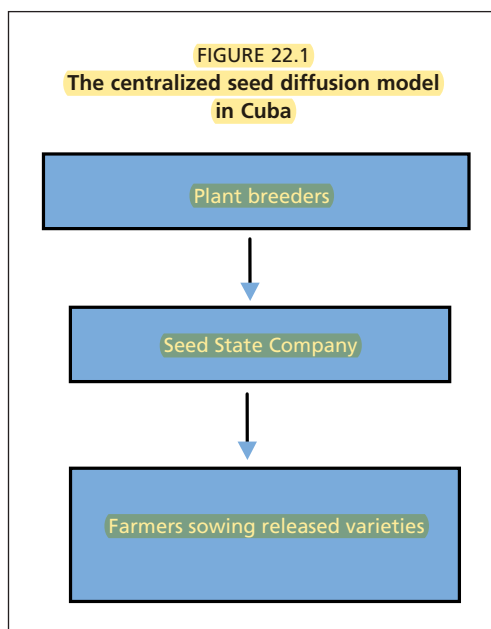 FIGURE 22.1
The centralized seed diffusion model
in Cuba
Plant breeders
Seed State Company
Farmers sowing released varieties